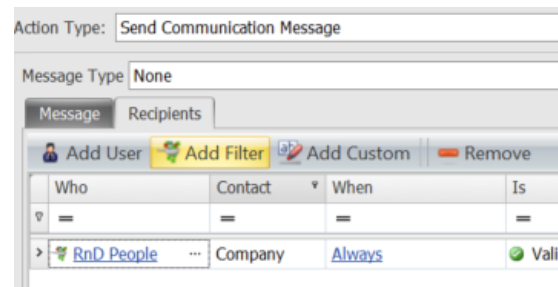 Action Type: Send Communication Message
Message Type None
Message Recipients
Add User Add Filter Add Custom Remove
Who Contact When Is
= = = =
RnD People ... Company Always Vali